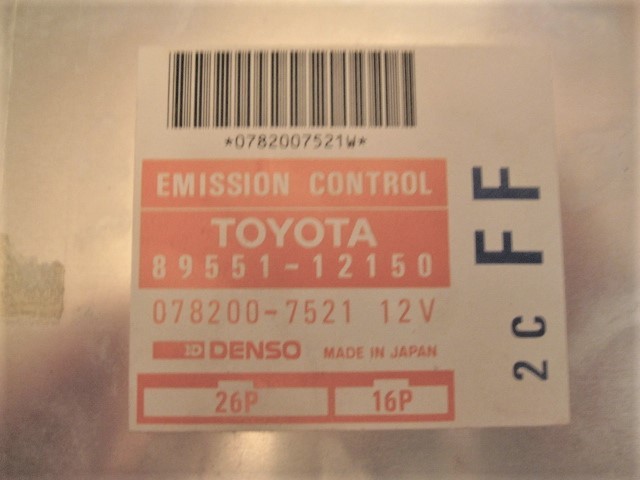 *0782007521W*
EMISSION CONTROL
TOYOTA
89551-12150
078200-7521 12V
DENSO MADE IN JAPAN
26P 16P
2C FF